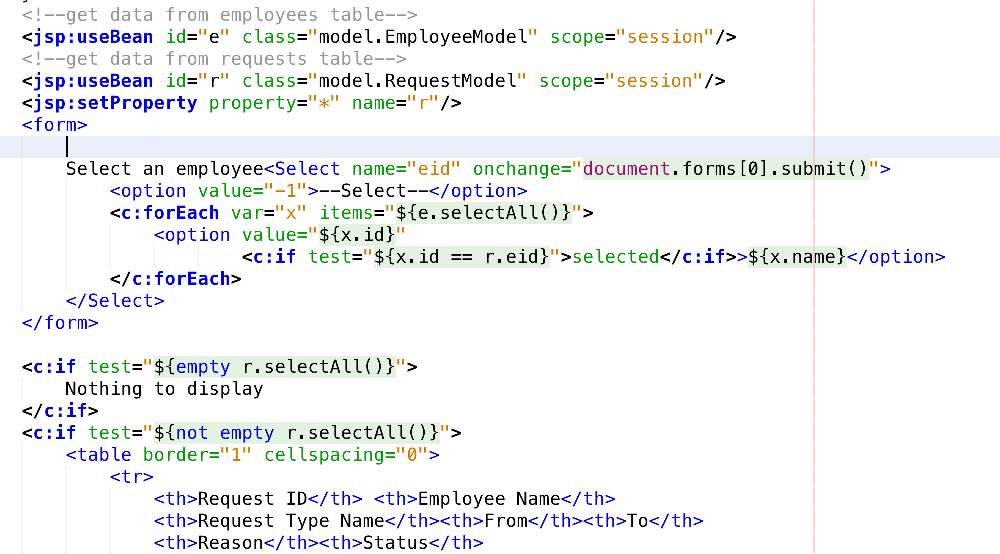 <!--get data from employees table-->
<jsp:useBean id="e" class="model.EmployeeModel" scope="session"/>
<!--get data from requests table-->
<jsp:useBean id="r" class="model.RequestModel" scope="session"/>
<jsp:setProperty property="*" name="r"/>
<form>
Select an employee<Select name="eid" onchange="document.forms[0].submit()">
<option value="-1">--Select--</option>
<c:forEach var="x" items="${e.selectAll()}">
<option value="${x.id}"
<c:if test="${x.id == r.eid}">selected</c:if>>${x.name}</option>
</c:forEach>
</Select>
</form>
<c:if test="${empty r.selectAll()}">
Nothing to display
</c:if>
<c:if test="${not empty r.selectAll()}">
<table border="1" cellspacing="0">
<tr>
<th>Request ID</th> <th>Employee Name</th>
<th>Request Type Name</th><th>From</th><th>To</th>
<th>Reason</th><th>Status</th>